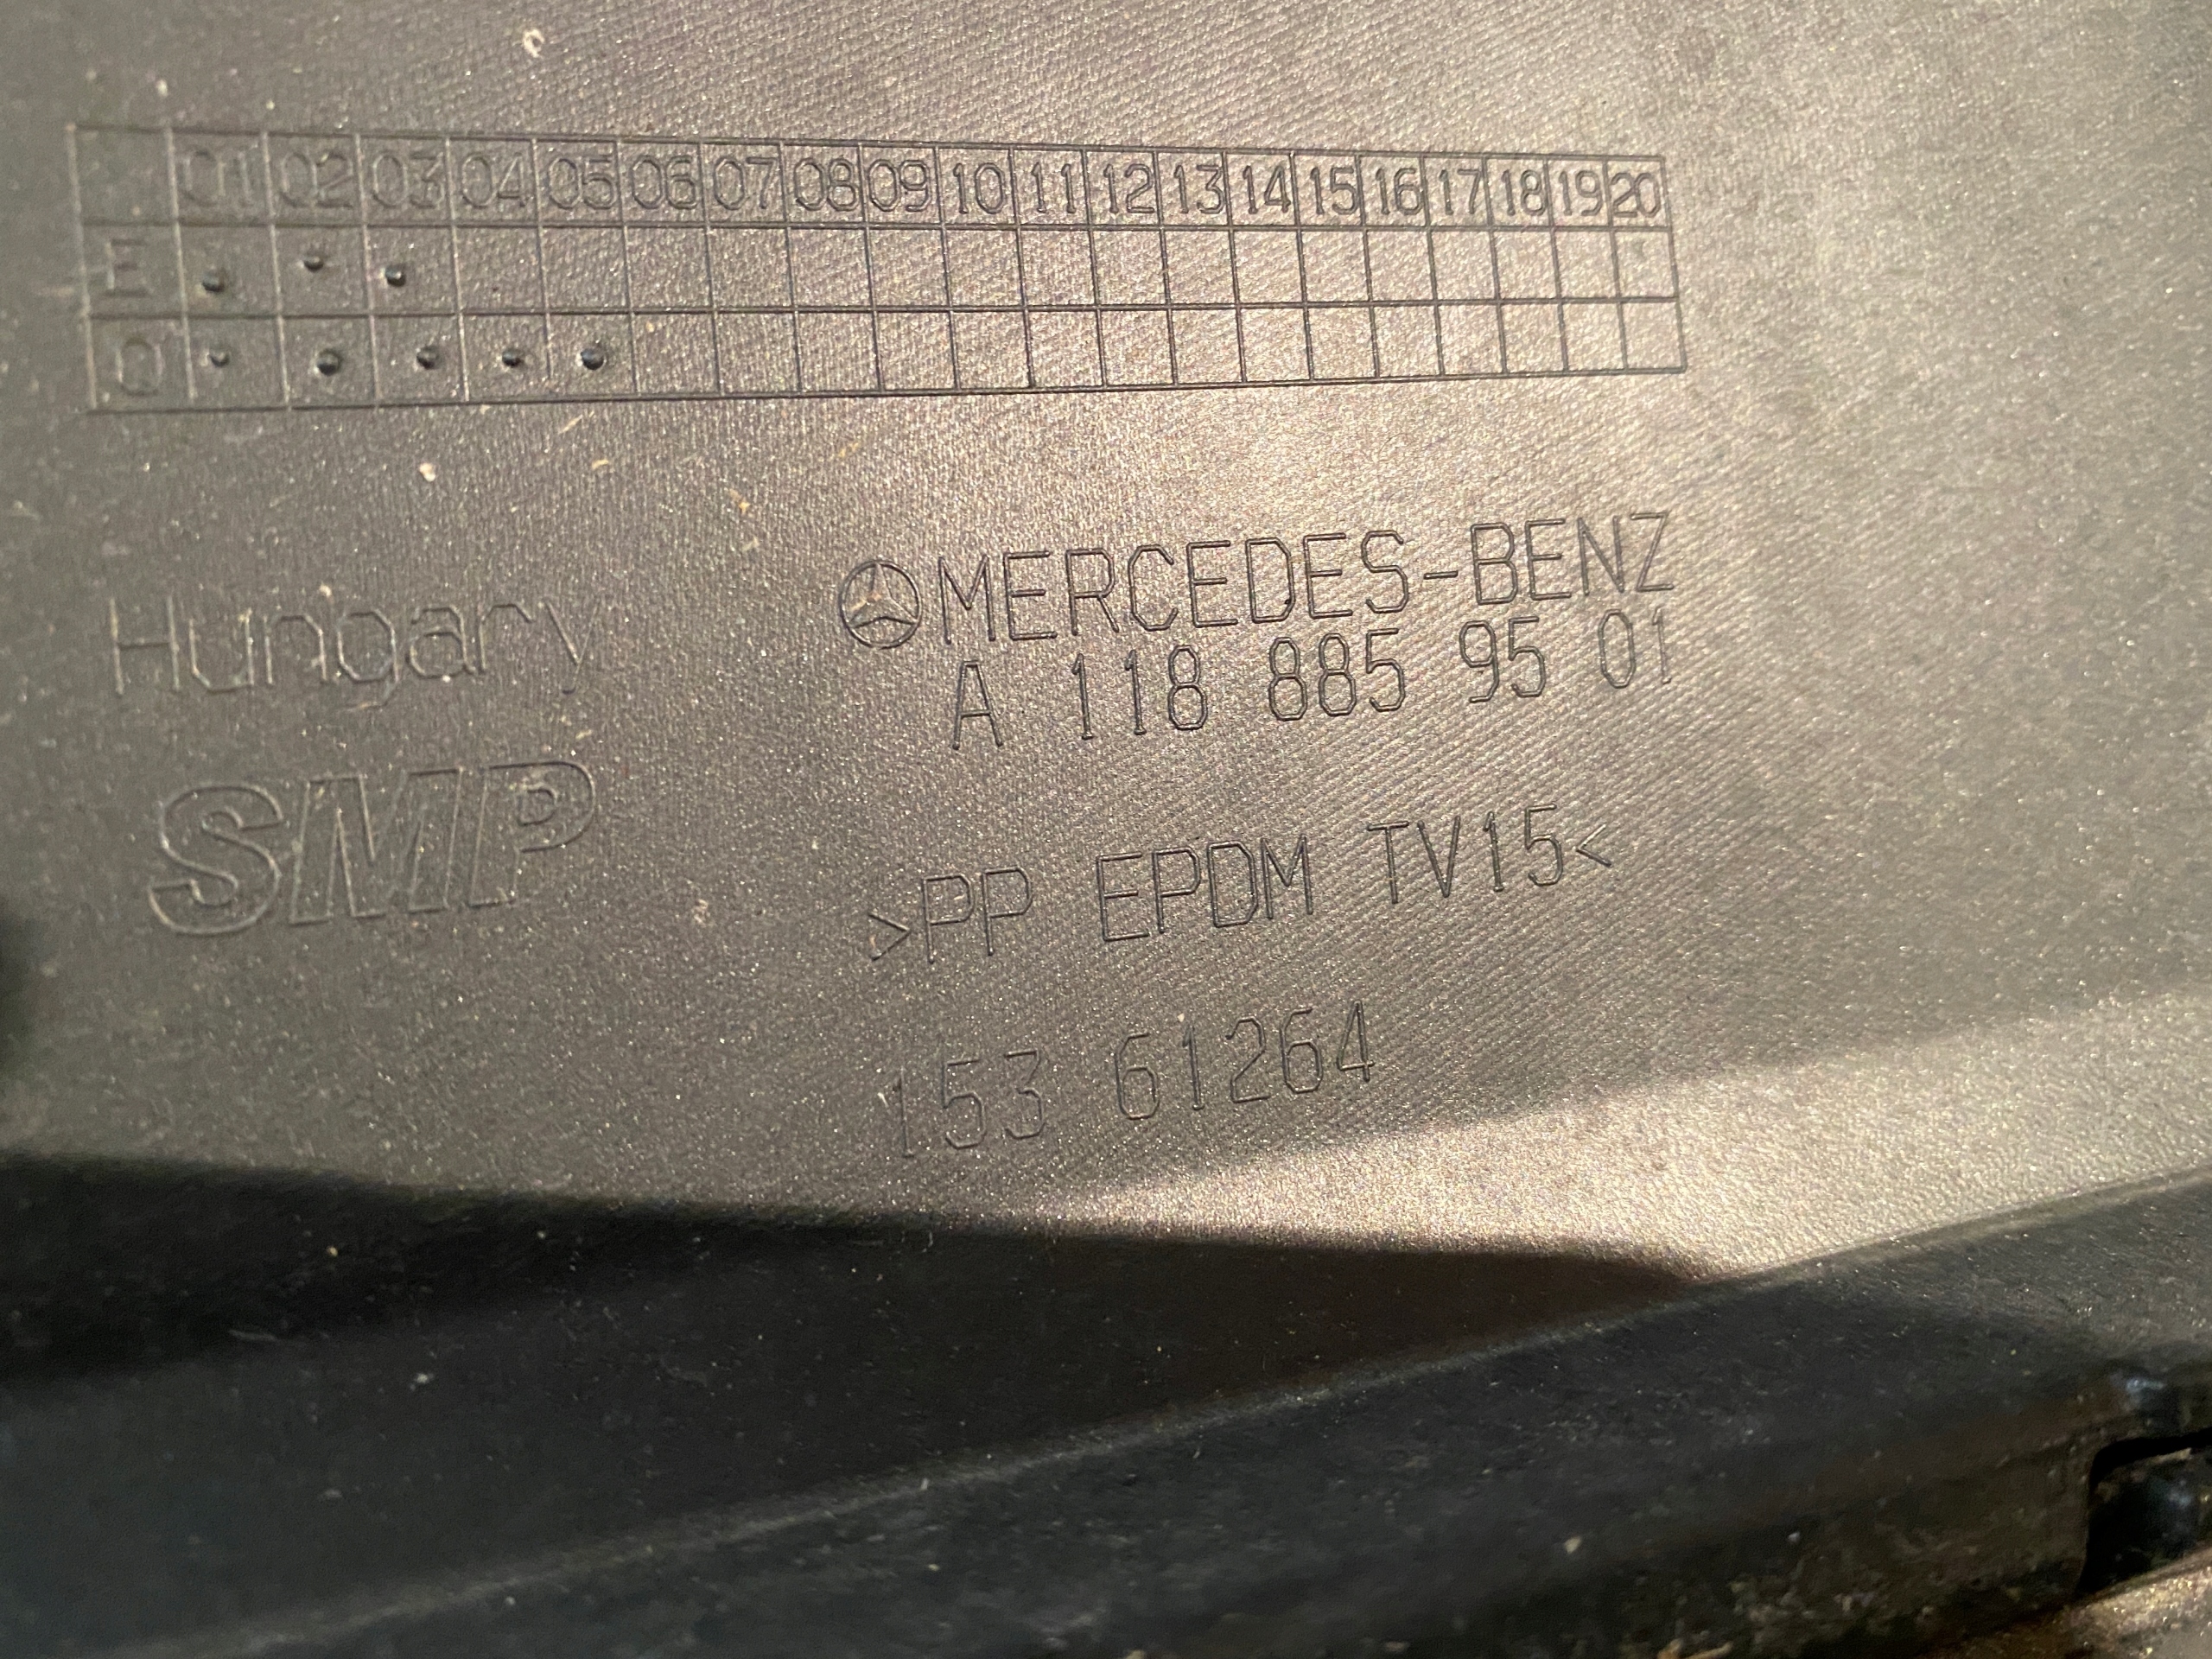 01 02 03 04 05 06 07 08 09 10 11 12 13 14 15 16 17 18 19 20
E
Q
Hungary
SMP
MERCEDES-BENZ
A 118 885 95 01
>PP EPDM TV15<
153 61264